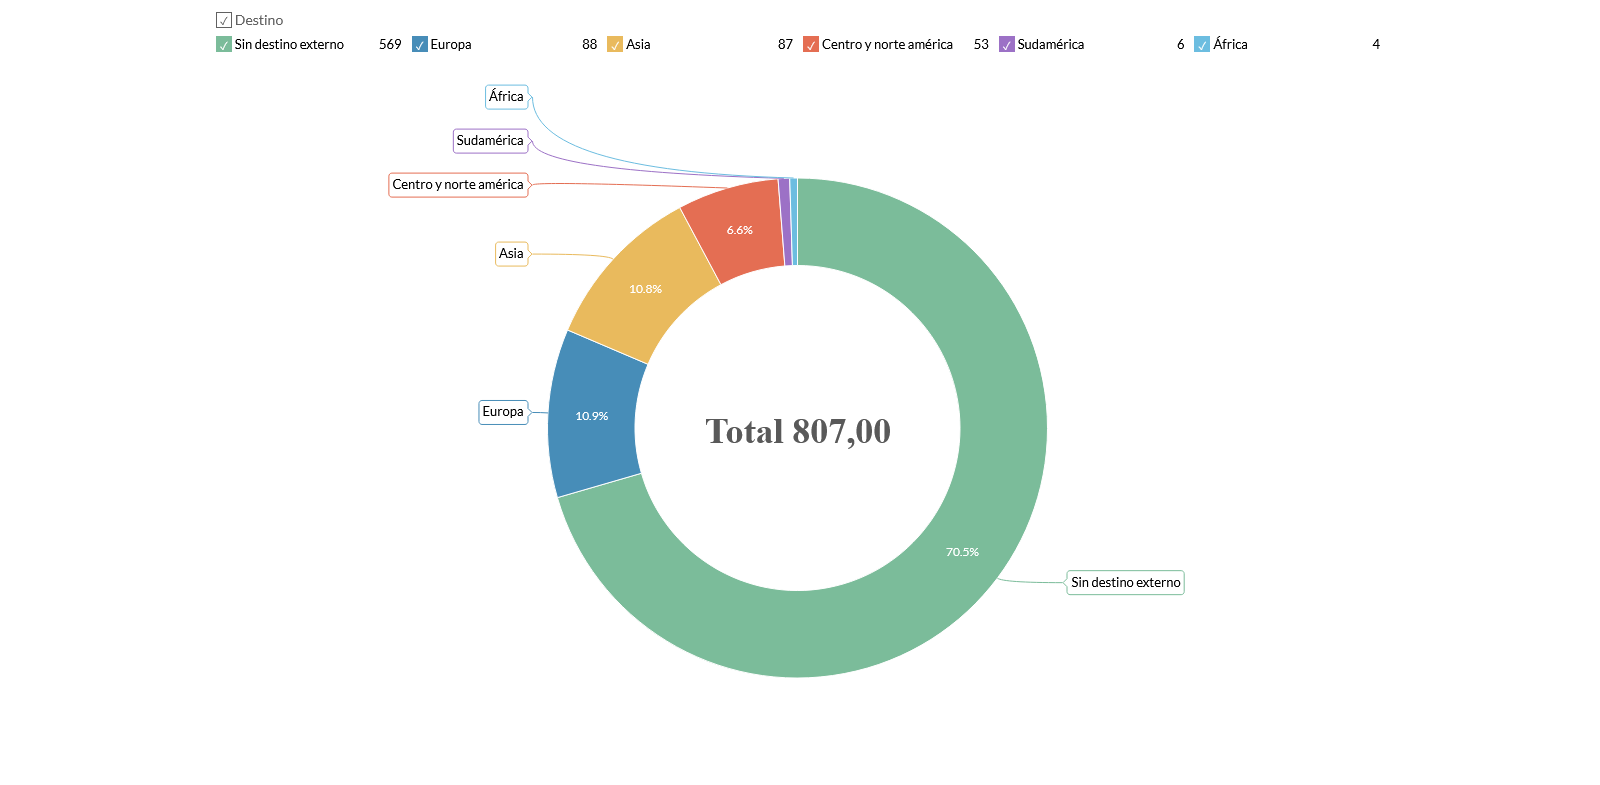 Destino
Sin destino externo 569 Europa 88 Asia 87 Centro y norte américa 53 Sudamérica 6 África 4
África
Sudamérica
Centro y norte américa
6.6%
Asia
10.8%
Europa
10.9%
Total 807,00
70.5%
Sin destino externo